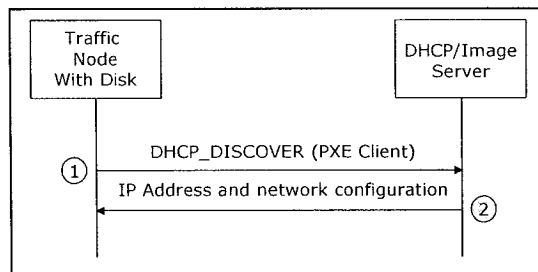 Traffic
Node
With Disk
DHCP/Image
Server
DHCP_DISCOVER (PXE Client)
1
IP Address and network configuration
2